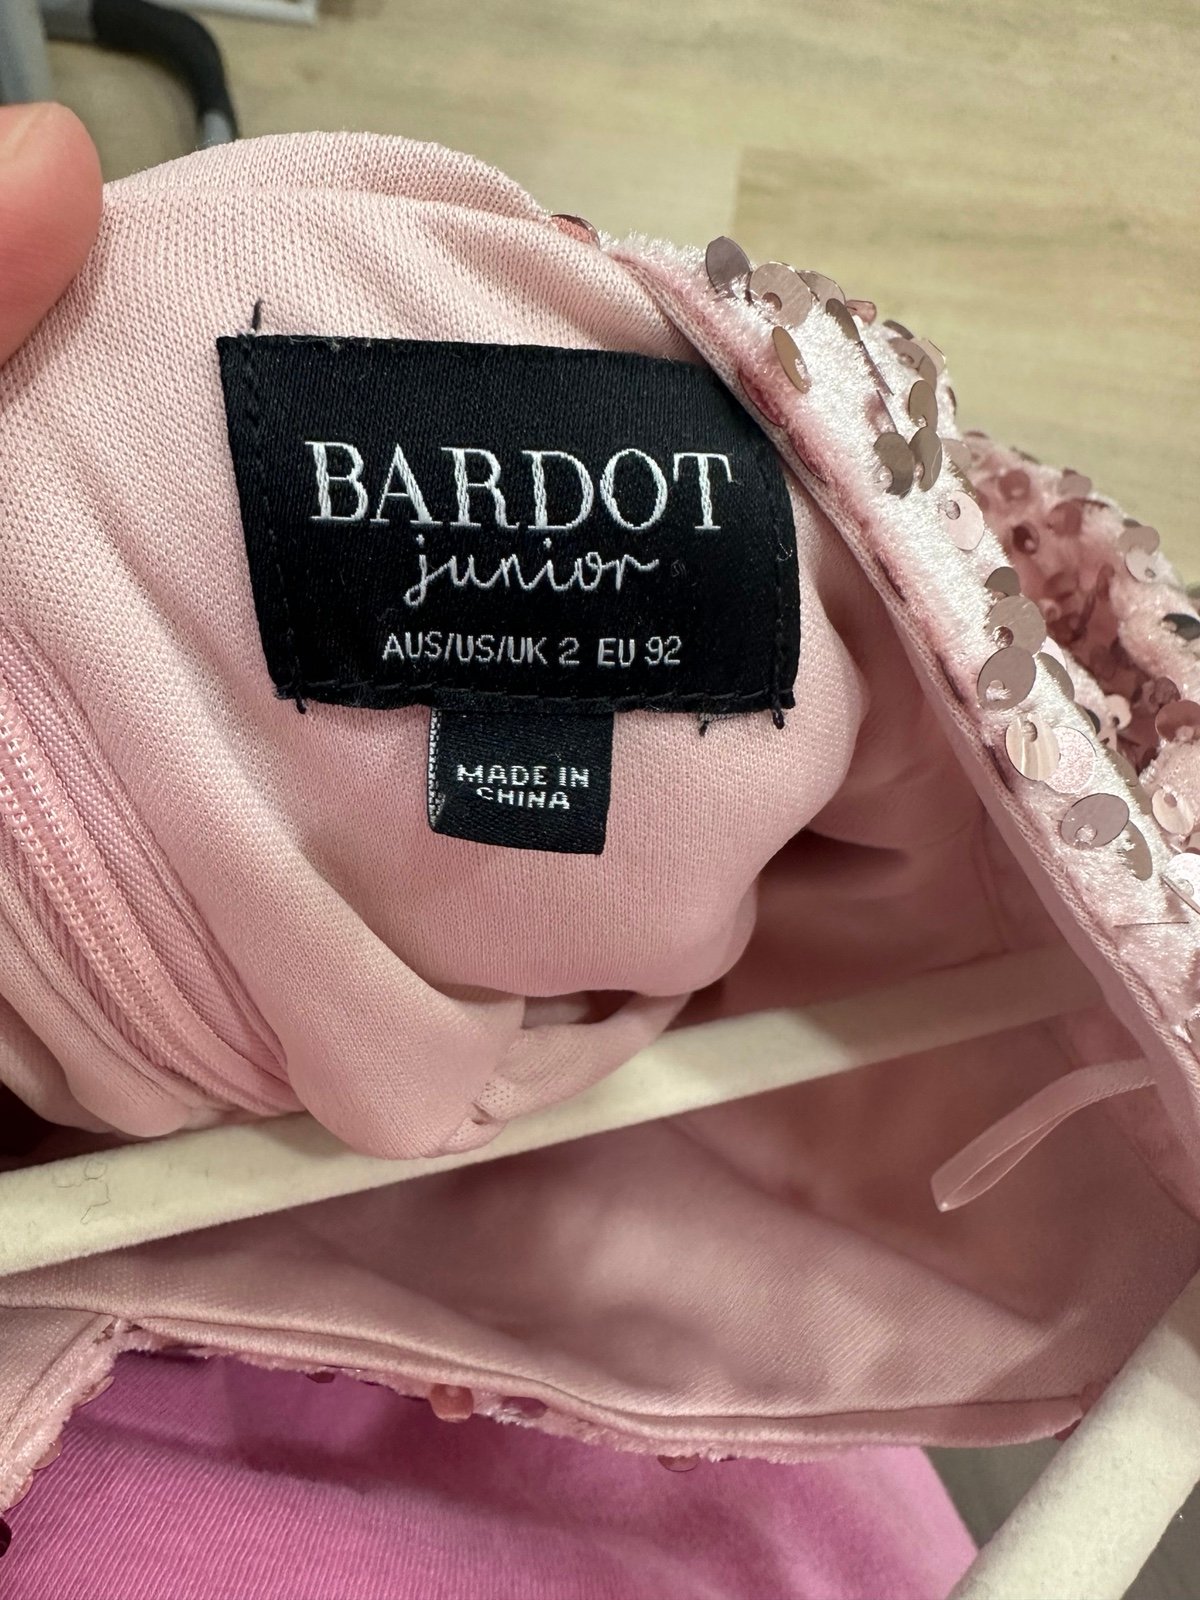 BARDOT
junior
AUS/US/UK 2 EU 92
MADE IN
CHINA